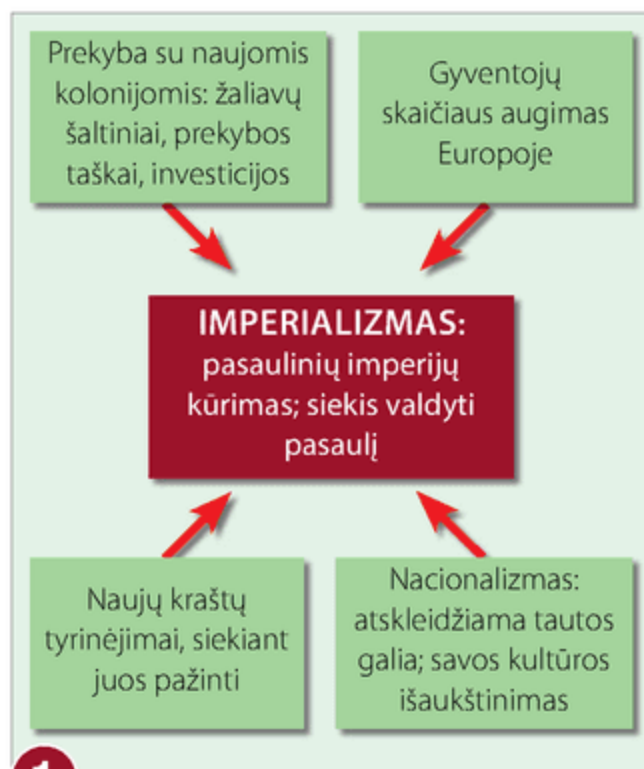 Prekyba su naujomis
kolonijomis: žaliavų
šaltiniai, prekybos
taškai, investicijos
Gyventojų
skaičiaus augimas
Europoje
IMPERIALIZMAS:
pasaulinių imperijų
kūrimas; siekis valdyti
pasaulį
Naujų kraštų
tyrinėjimai, siekiant
juos pažinti
Nacionalizmas:
atskleidžiama tautos
galia; savos kultūros
išaukštinimas
1